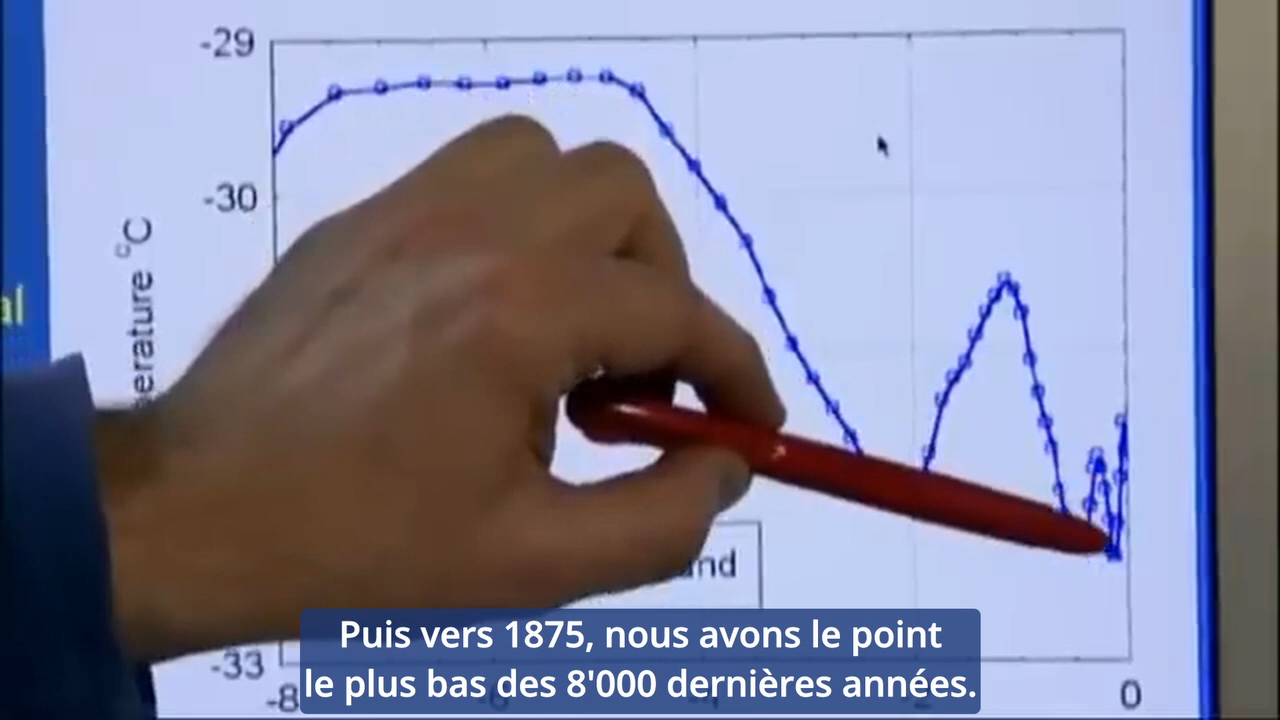 -29
-30
erature °C
al
and
Puis vers 1875, nous avons le point
le plus bas des 8'000 dernières années.
-33
-8
0